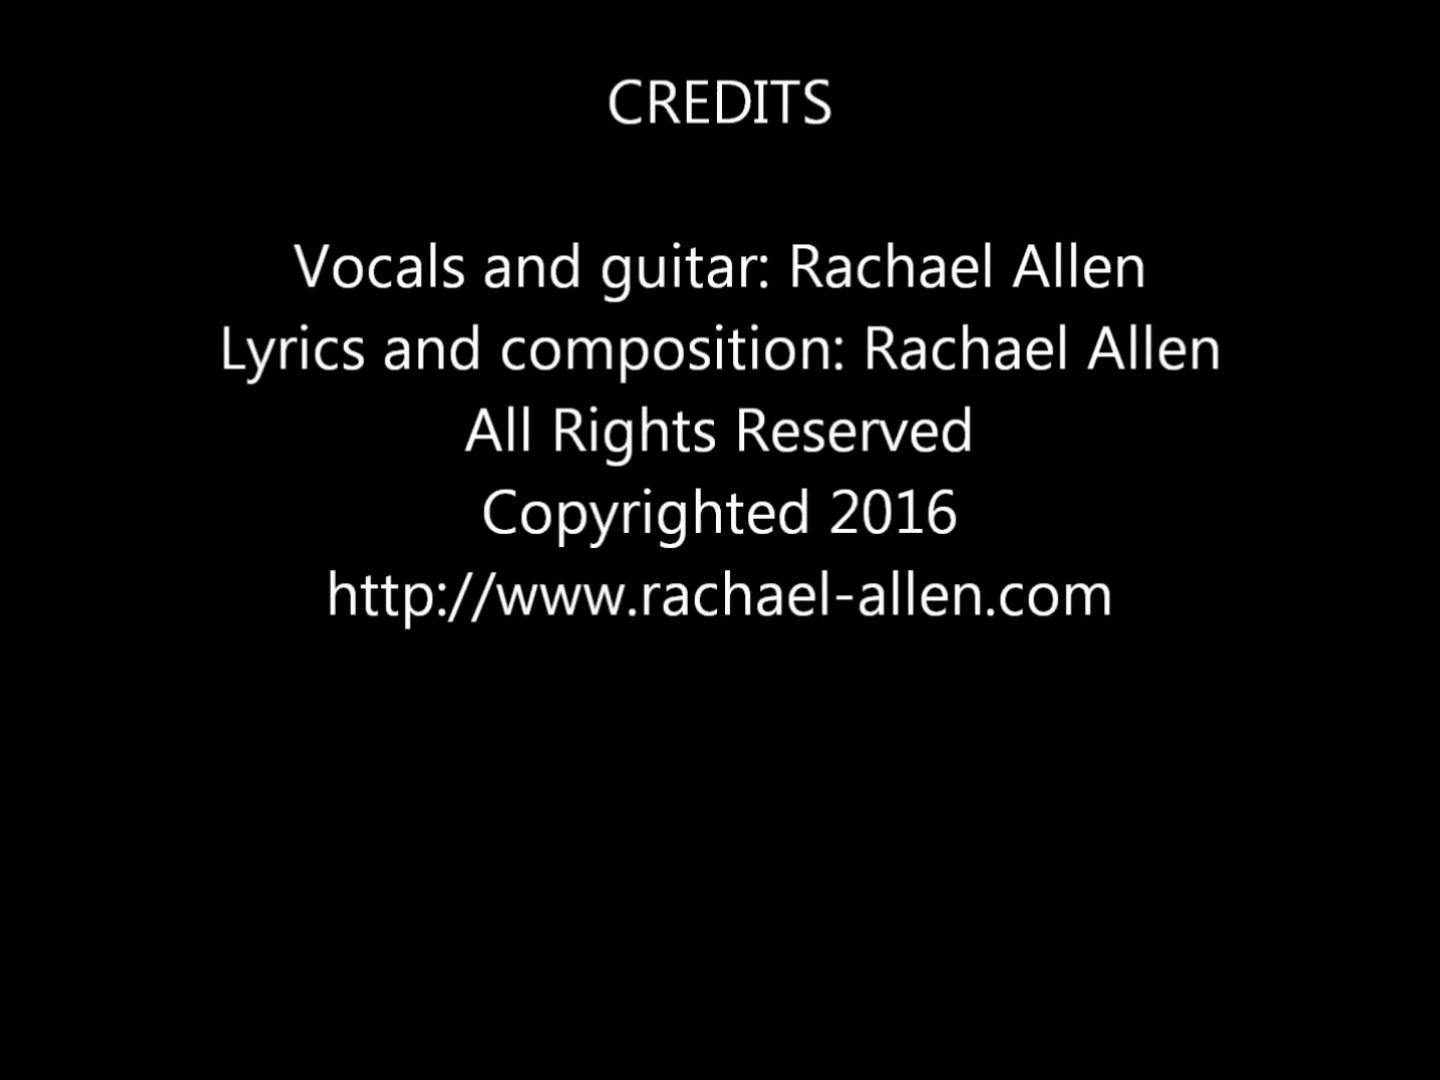 CREDITS
Vocals and guitar: Rachael Allen
Lyrics and composition: Rachael Allen
All Rights Reserved
Copyrighted 2016
http://www.rachael-allen.com